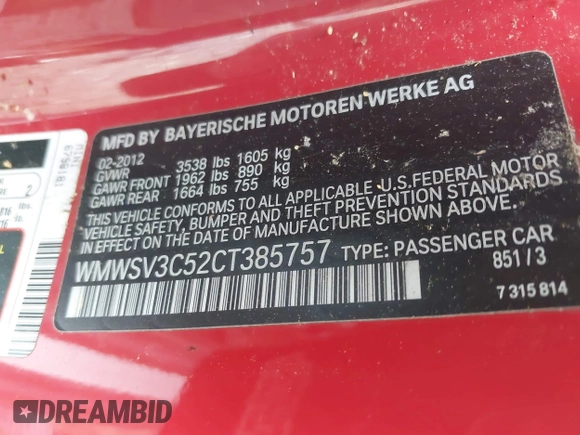 MFD BY BAYERISCHE MOTOREN WERKE AG
02-2012
GVWR 3538 lbs 1605 kg
GAWR FRONT 1962 lbs 890 kg
GAWR REAR 1664 lbs 755 kg
THIS VEHICLE CONFORMS TO ALL APPLICABLE U.S.FEDERAL MOTOR
VEHICLE SAFETY, BUMPER AND THEFT PREVENTION STANDARDS
IN EFFECT ON THE DATE OF MANUFACTURE SHOWN ABOVE.
WMWSV3C52CT385757 TYPE: PASSENGER CAR
851/3
7 315 814
2
lbs.
816
DREAMBID